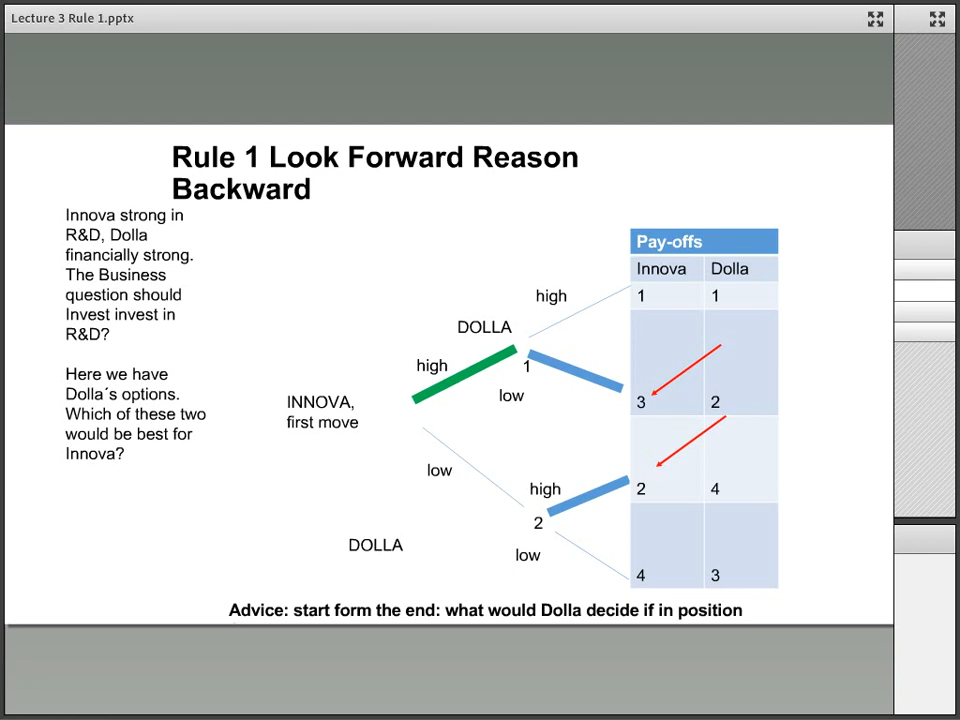 Lecture 3 Rule 1.pptx
Rule 1 Look Forward Reason
Backward
Innova strong in
R&D, Dolla
financially strong.
The Business
question should
Invest invest in
R&D?
Here we have
Dolla´s options.
Which of these two
would be best for
Innova?
INNOVA,
first move
high
low
DOLLA
1
high
low
DOLLA
2
high
low
Pay-offs
Innova Dolla
1 1
3 2
2 4
4 3
Advice: start form the end: what would Dolla decide if in position